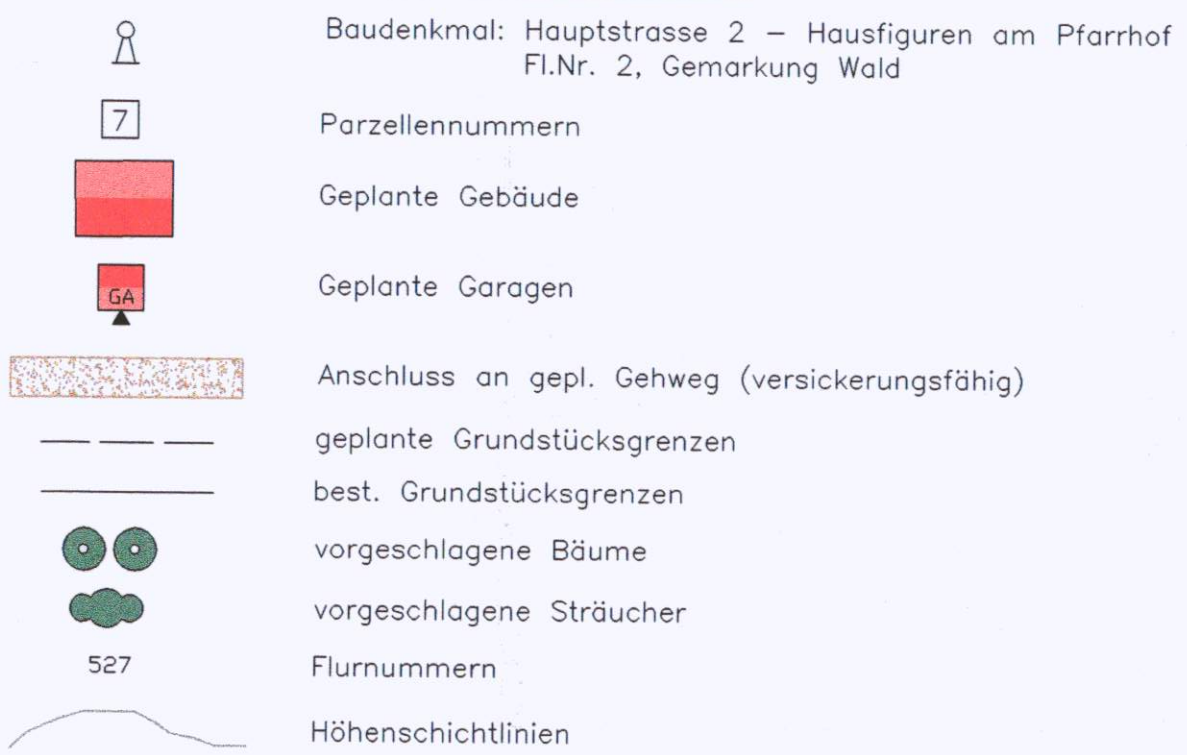 Baudenkmal: Hauptstrasse 2 – Hausfiguren am Pfarrhof
Fl.Nr. 2, Gemarkung Wald
7 Parzellennummern
Geplante Gebäude
GA Geplante Garagen
Anschluss an gepl. Gehweg (versickerungsfähig)
geplante Grundstücksgrenzen
best. Grundstücksgrenzen
vorgeschlagene Bäume
vorgeschlagene Sträucher
527 Flurnummern
Höhenschichtlinien